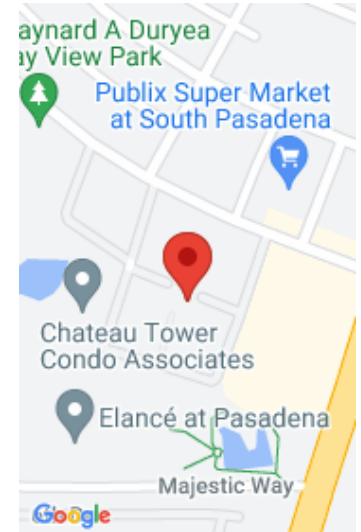 aynard A Duryea
ay View Park
Publix Super Market
at South Pasadena
Chateau Tower
Condo Associates
Elancé at Pasadena
Majestic Way
Google